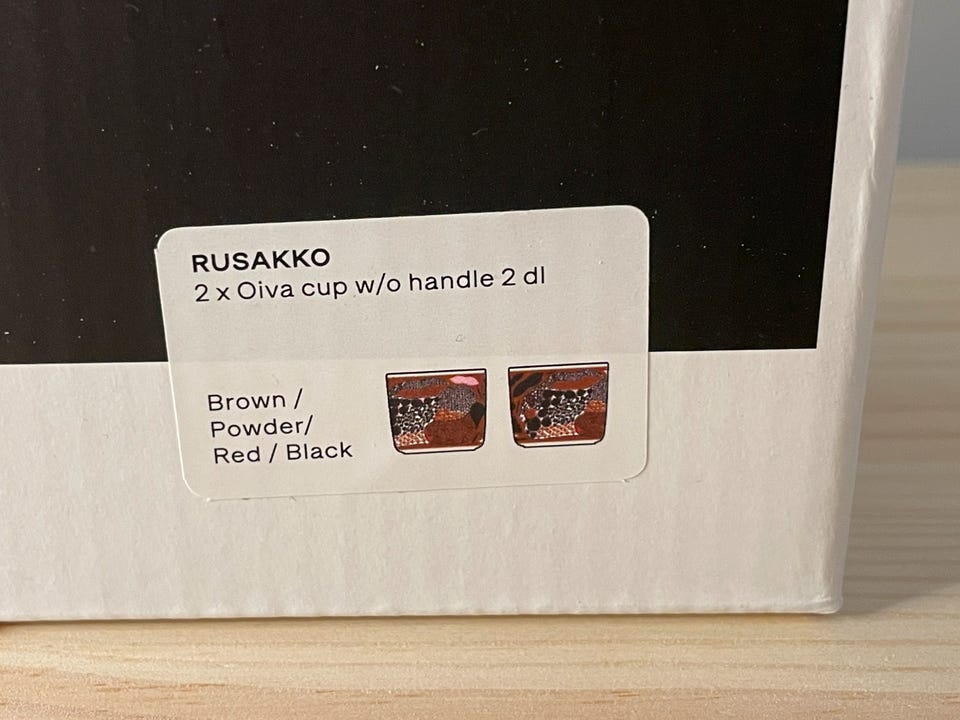 RUSAKKO
2 x Oiva cup w/o handle 2 dl
Brown /
Powder/
Red / Black